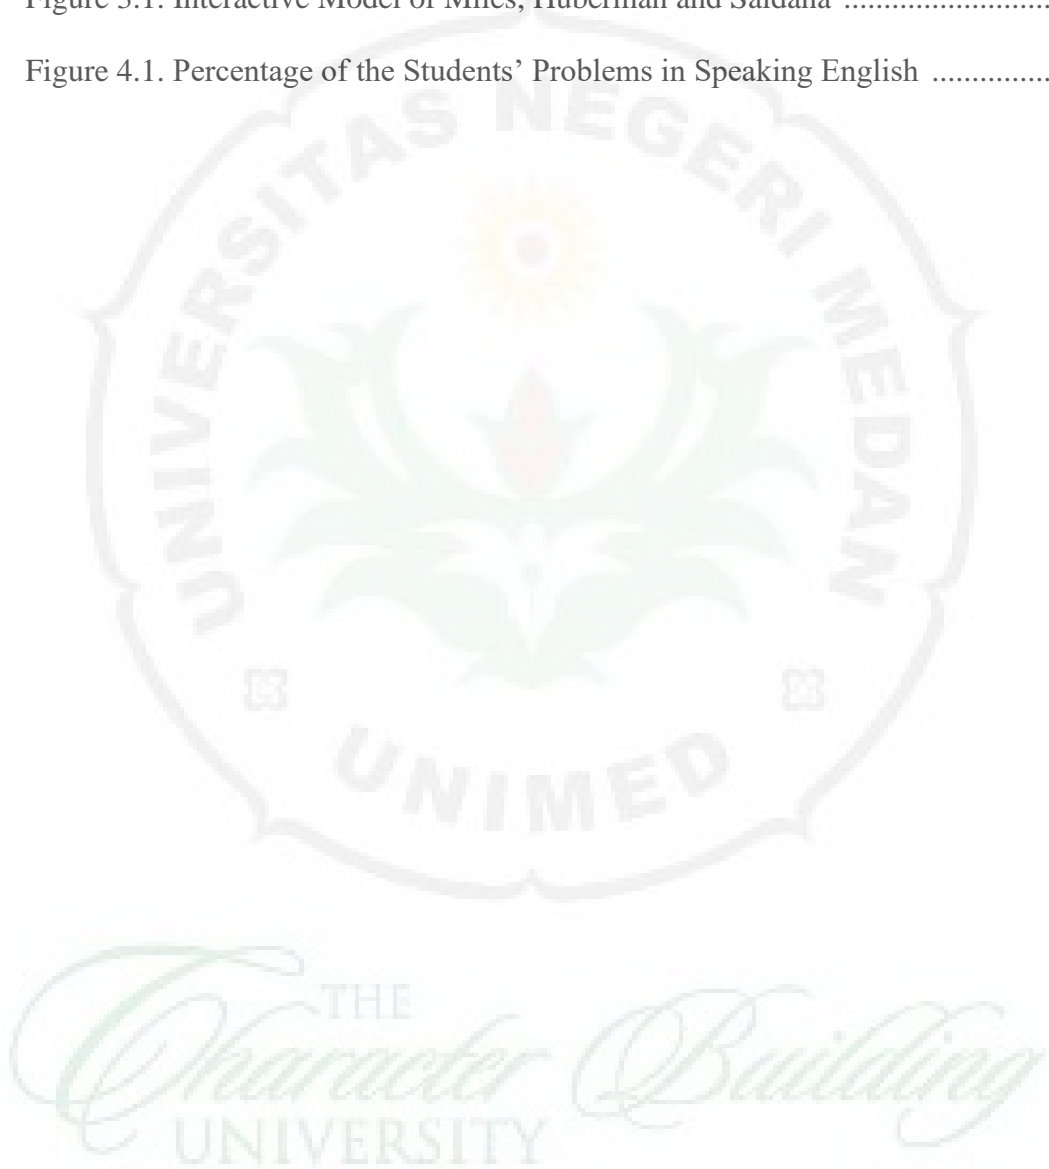 Figure 3.1. Interactive Model of Miles, Huberman and Saldana ........................
Figure 4.1. Percentage of the Students’ Problems in Speaking English ...............
UNIVERSITAS NEGERI MEDAN
UNIMED
THE
Character Building
UNIVERSITY